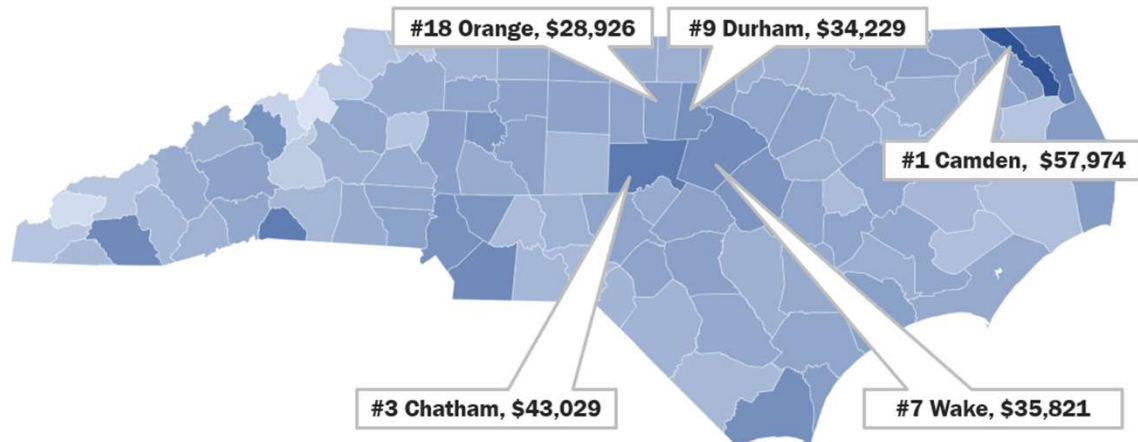 #18 Orange, $28,926
#9 Durham, $34,229
#1 Camden, $57,974
#3 Chatham, $43,029
#7 Wake, $35,821